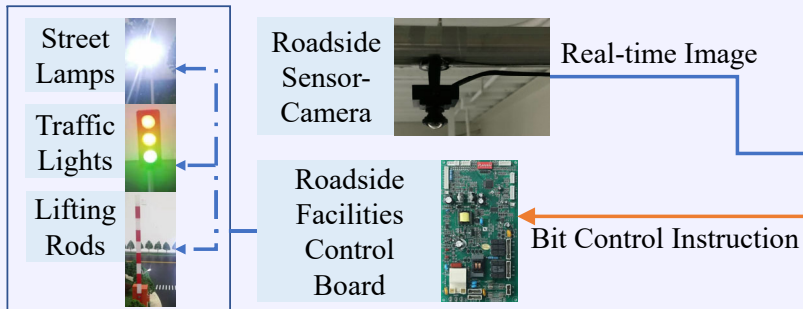 Street
Lamps
Traffic
Lights
Lifting
Rods
Roadside
Sensor-
Camera
Real-time Image
Roadside
Facilities
Control
Board
Bit Control Instruction